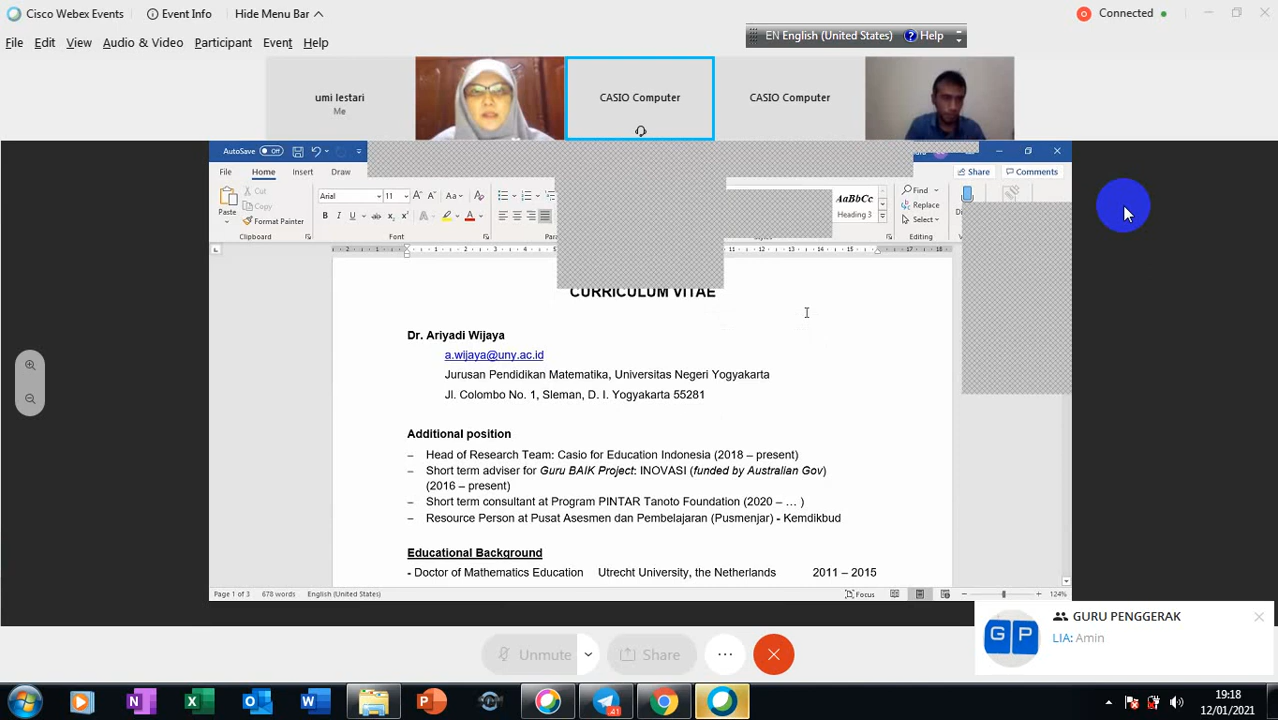 Cisco Webex Events
Event Info
Hide Menu Bar
Connected
File Edit View Audio & Video Participant Event Help
EN English (United States) Help
umi lestari
Me
CASIO Computer
CASIO Computer
AutoSave Off
File Home Insert Draw
Share Comments
Paste
Cut
Copy
Format Painter
Clipboard
Arial 11
Font
AaBbCc
Heading 3
Find
Replace
Select
CURRICULUM VITAE
Dr. Ariyadi Wijaya
a.wijaya@uny.ac.id
Jurusan Pendidikan Matematika, Universitas Negeri Yogyakarta
Jl. Colombo No. 1, Sleman, D. I. Yogyakarta 55281
Additional position
– Head of Research Team: Casio for Education Indonesia (2018 – present)
– Short term adviser for Guru BAIK Project: INOVASI (funded by Australian Gov)
(2016 – present)
– Short term consultant at Program PINTAR Tanoto Foundation (2020 – … )
– Resource Person at Pusat Asesmen dan Pembelajaran (Pusmenjar) - Kemdikbud
Educational Background
- Doctor of Mathematics Education Utrecht University, the Netherlands 2011 – 2015
Page 1 of 3 678 words English (United States)
Focus
124%
GURU PENGGERAK
LIA: Amin
GP
Unmute
Share
41
19:18
12/01/2021